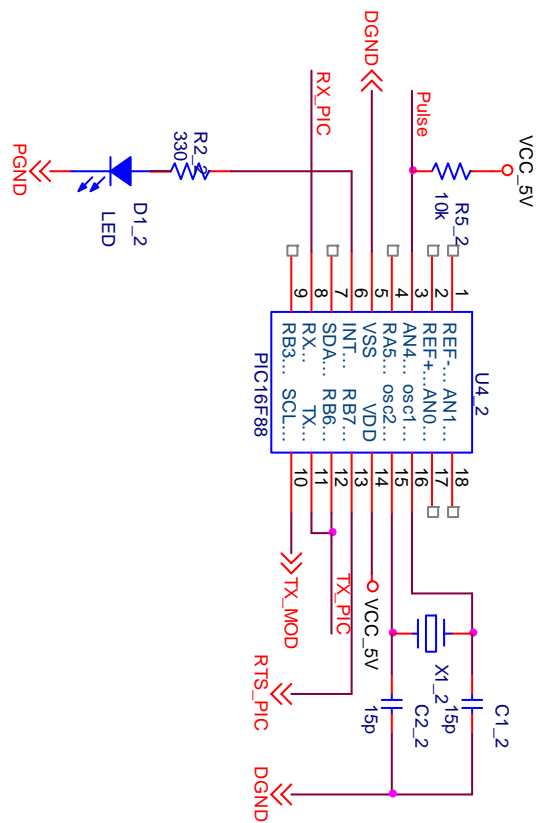 DGND
RX_PIC
Pulse
VCC_5V
R2_2
330
R5_2
10k
PGND
D1_2
LED
9
8
7
6
5
4
3
2
1
RB3...
RX...
SDA...
INT...
VSS
RA5...
AN4...
REF+...
REF-...
SCL...
TX...
RB6...
RB7...
VDD
osc2...
osc1...
AN0...
AN1...
PIC16F88
U4_2
10
11
12
13
14
15
16
17
18
TX_MOD
TX_PIC
VCC_5V
RTS_PIC
X1_2
C2_2
15p
C1_2
15p
DGND